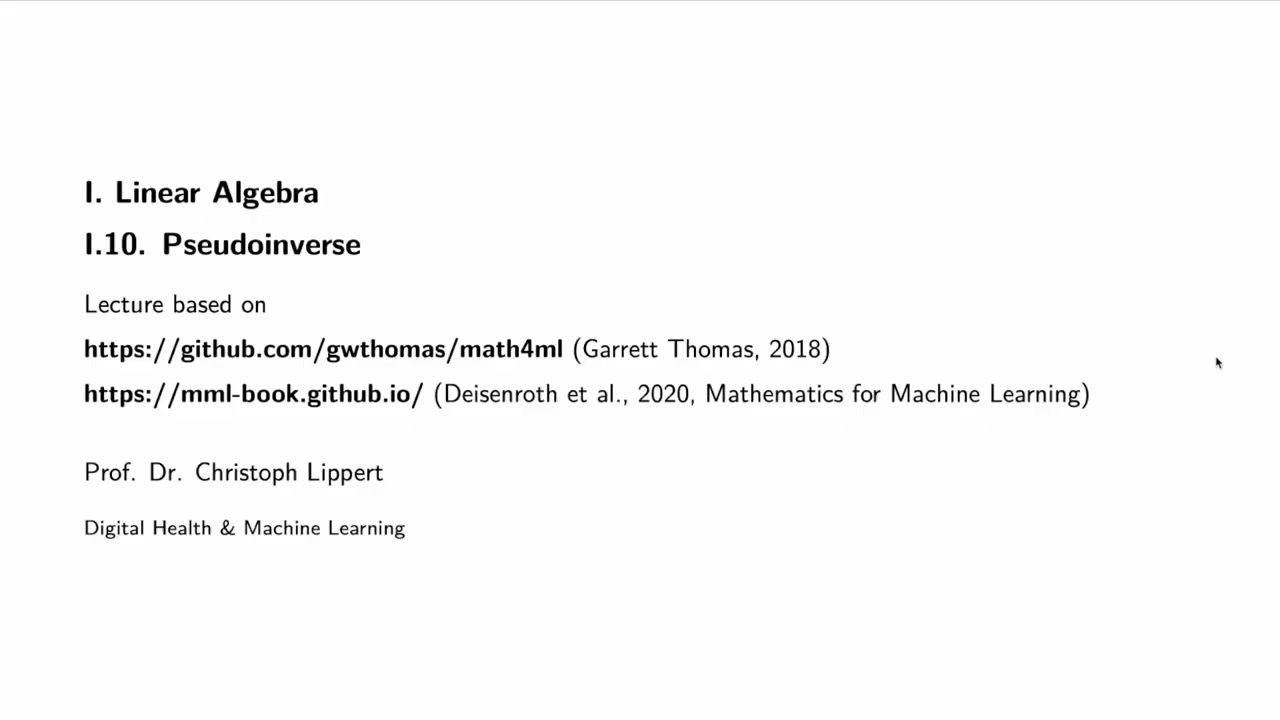 I. Linear Algebra
I.10. Pseudoinverse
Lecture based on
https://github.com/gwthomas/math4ml (Garrett Thomas, 2018)
https://mml-book.github.io/ (Deisenroth et al., 2020, Mathematics for Machine Learning)
Prof. Dr. Christoph Lippert
Digital Health & Machine Learning